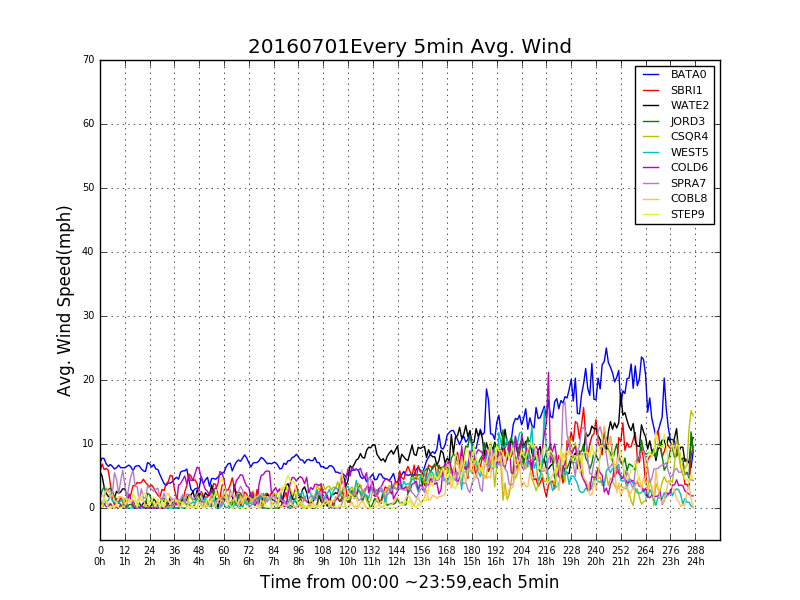 20160701Every 5min Avg. Wind
70
60
50
40
30
20
10
0
Avg. Wind Speed(mph)
BATA0
SBRI1
WATE2
JORD3
CSQR4
WEST5
COLD6
SPRA7
COBL8
STEP9
0 12 24 36 48 60 72 84 96 108 120 132 144 156 168 180 192 204 216 228 240 252 264 276 288
0h 1h 2h 3h 4h 5h 6h 7h 8h 9h 10h 11h 12h 13h 14h 15h 16h 17h 18h 19h 20h 21h 22h 23h 24h
Time from 00:00 ~23:59,each 5min